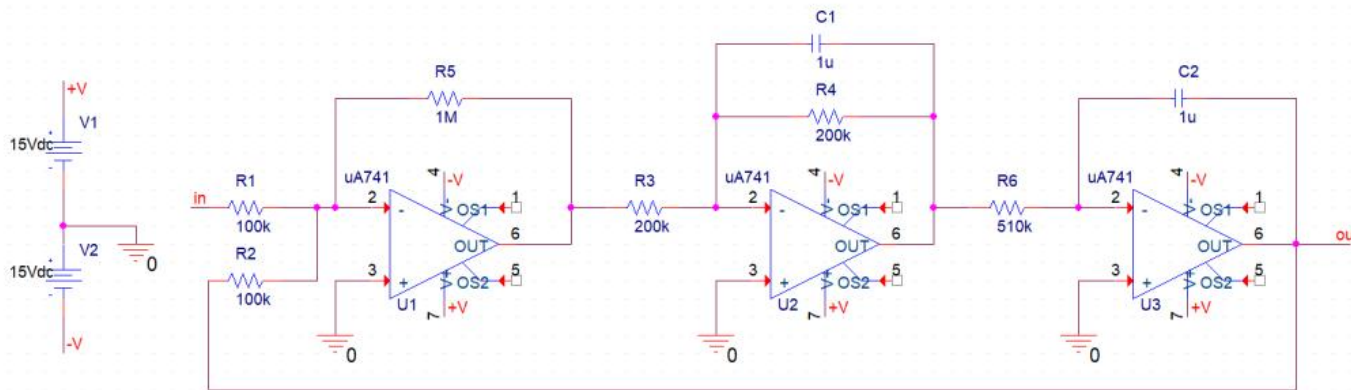 +V
V1
15Vdc
V2
15Vdc
0
-V
in
R1
100k
R2
100k
R5
1M
uA741
4
-V
2
-
V-
OS1
1
OUT
6
3
+
V+
OS2
5
U1
7
+V
0
R3
200k
C1
1u
R4
200k
uA741
4
-V
2
-
V-
OS1
1
OUT
6
3
+
V+
OS2
5
U2
7
+V
0
R6
510k
C2
1u
uA741
4
-V
2
-
V-
OS1
1
OUT
6
3
+
V+
OS2
5
U3
7
+V
0
ou